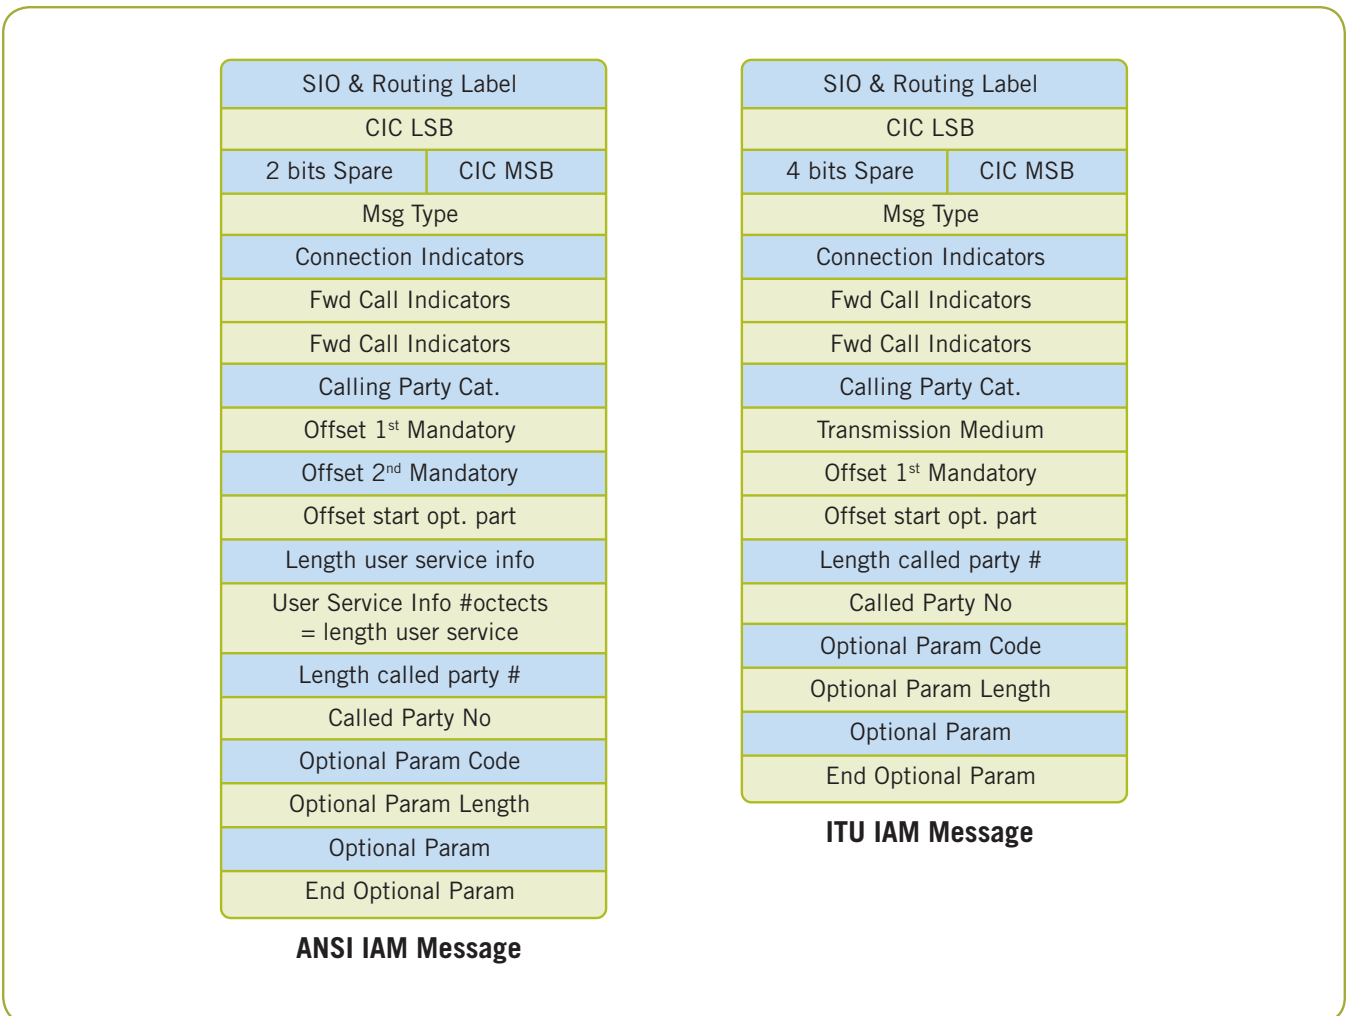 SIO & Routing Label
CIC LSB
2 bits Spare
CIC MSB
Msg Type
Connection Indicators
Fwd Call Indicators
Fwd Call Indicators
Calling Party Cat.
Offset 1st Mandatory
Offset 2nd Mandatory
Offset start opt. part
Length user service info
User Service Info #octects
= length user service
Length called party #
Called Party No
Optional Param Code
Optional Param Length
Optional Param
End Optional Param
ANSI IAM Message
SIO & Routing Label
CIC LSB
4 bits Spare
CIC MSB
Msg Type
Connection Indicators
Fwd Call Indicators
Fwd Call Indicators
Calling Party Cat.
Transmission Medium
Offset 1st Mandatory
Offset start opt. part
Length called party #
Called Party No
Optional Param Code
Optional Param Length
Optional Param
End Optional Param
ITU IAM Message